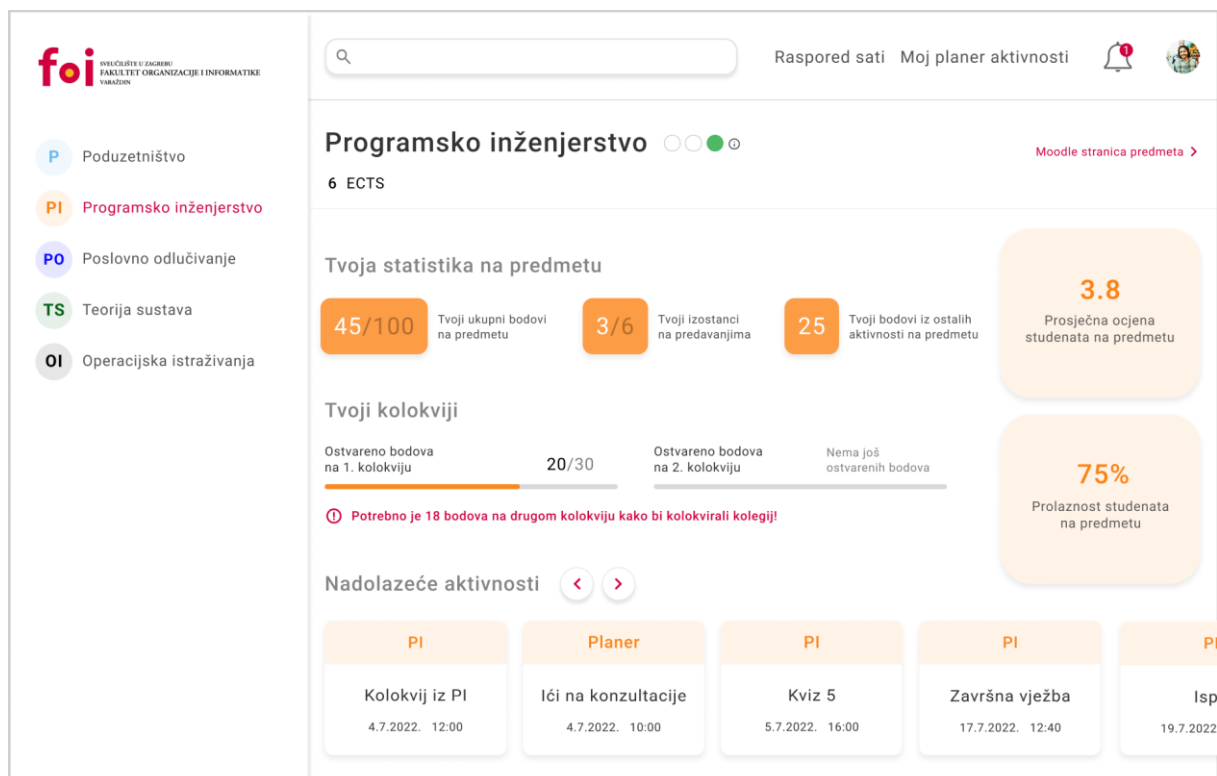 foi
SVEUČILIŠTE U ZAGREBU
FAKULTET ORGANIZACIJE I INFORMATIKE
VARAŽDIN
Raspored sati
Moj planer aktivnosti
1
P
Poduzetništvo
PI
Programsko inženjerstvo
PO
Poslovno odlučivanje
TS
Teorija sustava
OI
Operacijska istraživanja
Programsko inženjerstvo
6 ECTS
Moodle stranica predmeta
Tvoja statistika na predmetu
45/100
Tvoji ukupni bodovi
na predmetu
3/6
Tvoji izostanci
na predavanjima
25
Tvoji bodovi iz ostalih
aktivnosti na predmetu
3.8
Prosječna ocjena
studenata na predmetu
Tvoji kolokviji
Ostvareno bodova
na 1. kolokviju
20/30
Ostvareno bodova
na 2. kolokviju
Nema još
ostvarenih bodova
Potrebno je 18 bodova na drugom kolokviju kako bi kolokvirali kolegij!
75%
Prolaznost studenata
na predmetu
Nadolazeće aktivnosti
PI
Kolokvij iz PI
4.7.2022. 12:00
Planer
Ići na konzultacije
4.7.2022. 10:00
PI
Kviz 5
5.7.2022. 16:00
PI
Završna vježba
17.7.2022. 12:40
Isp
19.7.2022